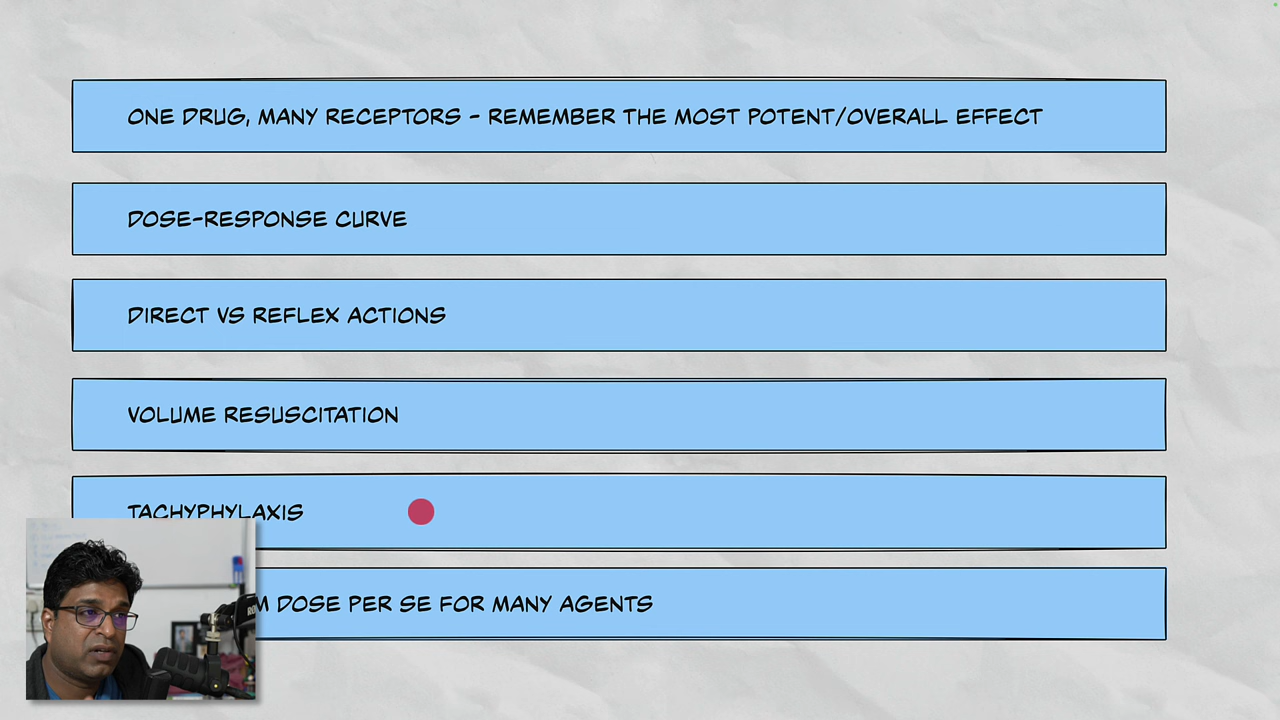 ONE DRUG, MANY RECEPTORS - REMEMBER THE MOST POTENT/OVERALL EFFECT
DOSE-RESPONSE CURVE
DIRECT VS REFLEX ACTIONS
VOLUME RESUSCITATION
TACHYPHYLAXIS
DOSE PER SE FOR MANY AGENTS